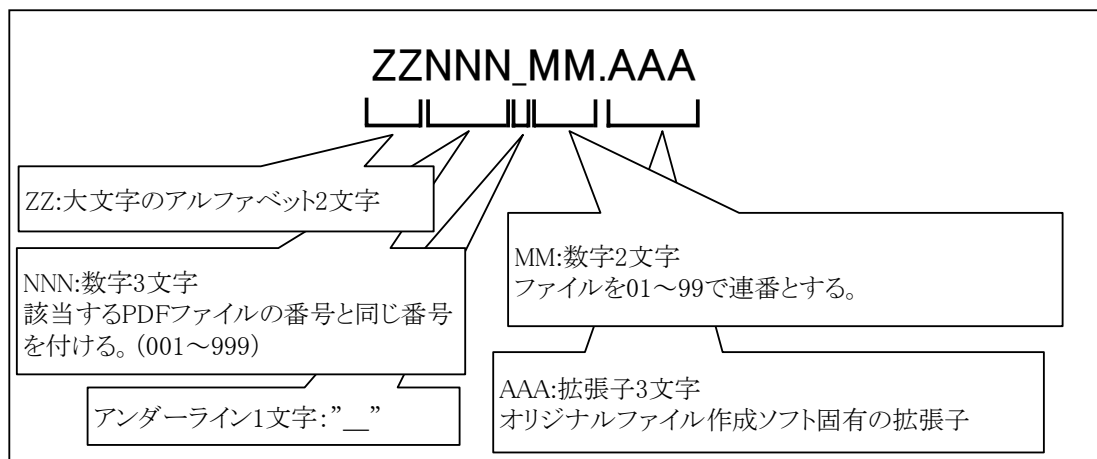 ZZNNN_MM.AAA
ZZ:大文字のアルファベット2文字
NNN:数字3文字
該当するPDFファイルの番号と同じ番号
を付ける。(001～999)
アンダーライン1文字:”_”
MM:数字2文字
ファイルを01～99で連番とする。
AAA:拡張子3文字
オリジナルファイル作成ソフト固有の拡張子